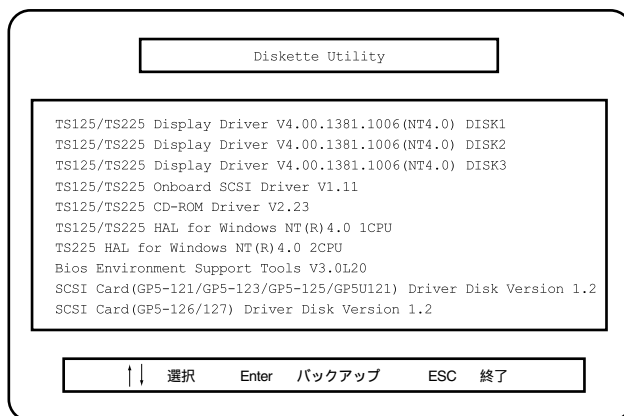 Diskette Utility
TS125/TS225 Display Driver V4.00.1381.1006(NT4.0) DISK1
TS125/TS225 Display Driver V4.00.1381.1006(NT4.0) DISK2
TS125/TS225 Display Driver V4.00.1381.1006(NT4.0) DISK3
TS125/TS225 Onboard SCSI Driver V1.11
TS125/TS225 CD-ROM Driver V2.23
TS125/TS225 HAL for Windows NT(R)4.0 1CPU
TS225 HAL for Windows NT(R)4.0 2CPU
Bios Environment Support Tools V3.0L20
SCSI Card(GP5-121/GP5-123/GP5-125/GP5U121) Driver Disk Version 1.2
SCSI Card(GP5-126/127) Driver Disk Version 1.2
↑↓ 選択 Enter バックアップ ESC 終了